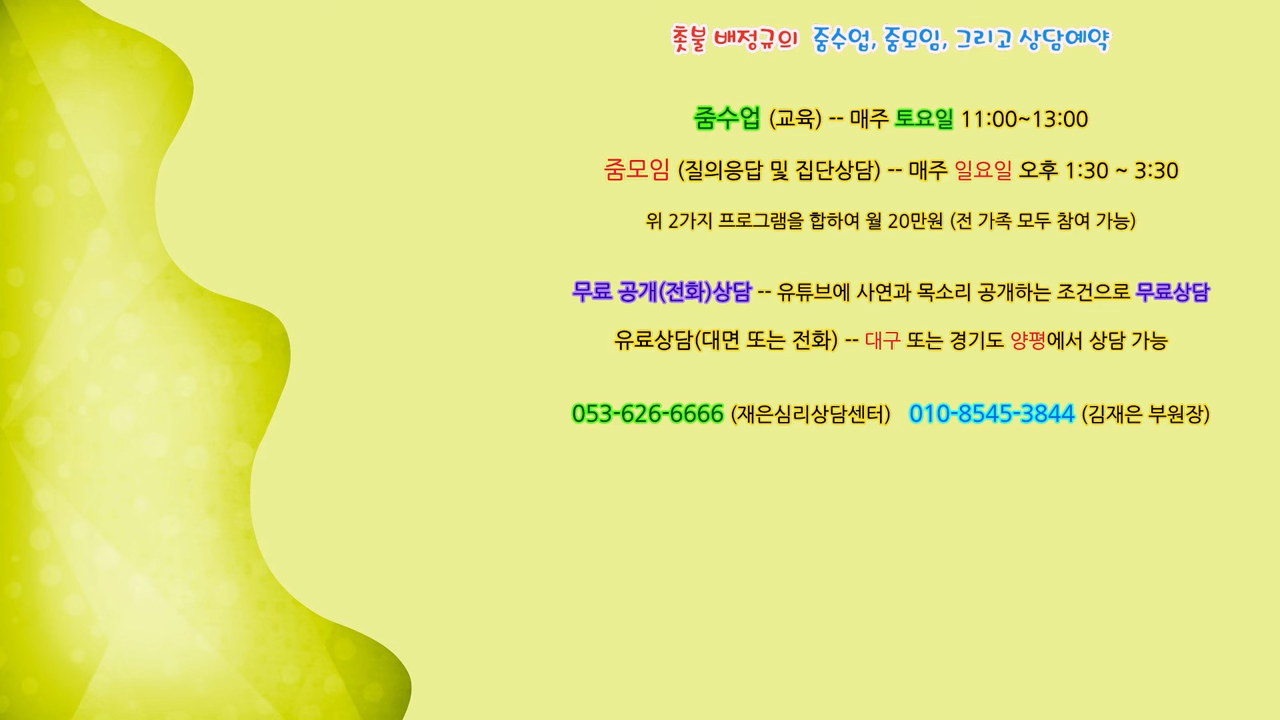 촛불 배정규의 줌수업, 줌모임, 그리고 상담예약
줌수업 (교육) -- 매주 토요일 11:00~13:00
줌모임 (질의응답 및 집단상담) -- 매주 일요일 오후 1:30 ~ 3:30
위 2가지 프로그램을 합하여 월 20만원 (전 가족 모두 참여 가능)
무료 공개(전화)상담 -- 유튜브에 사연과 목소리 공개하는 조건으로 무료상담
유료상담(대면 또는 전화) -- 대구 또는 경기도 양평에서 상담 가능
053-626-6666 (재은심리상담센터) 010-8545-3844 (김재은 부원장)